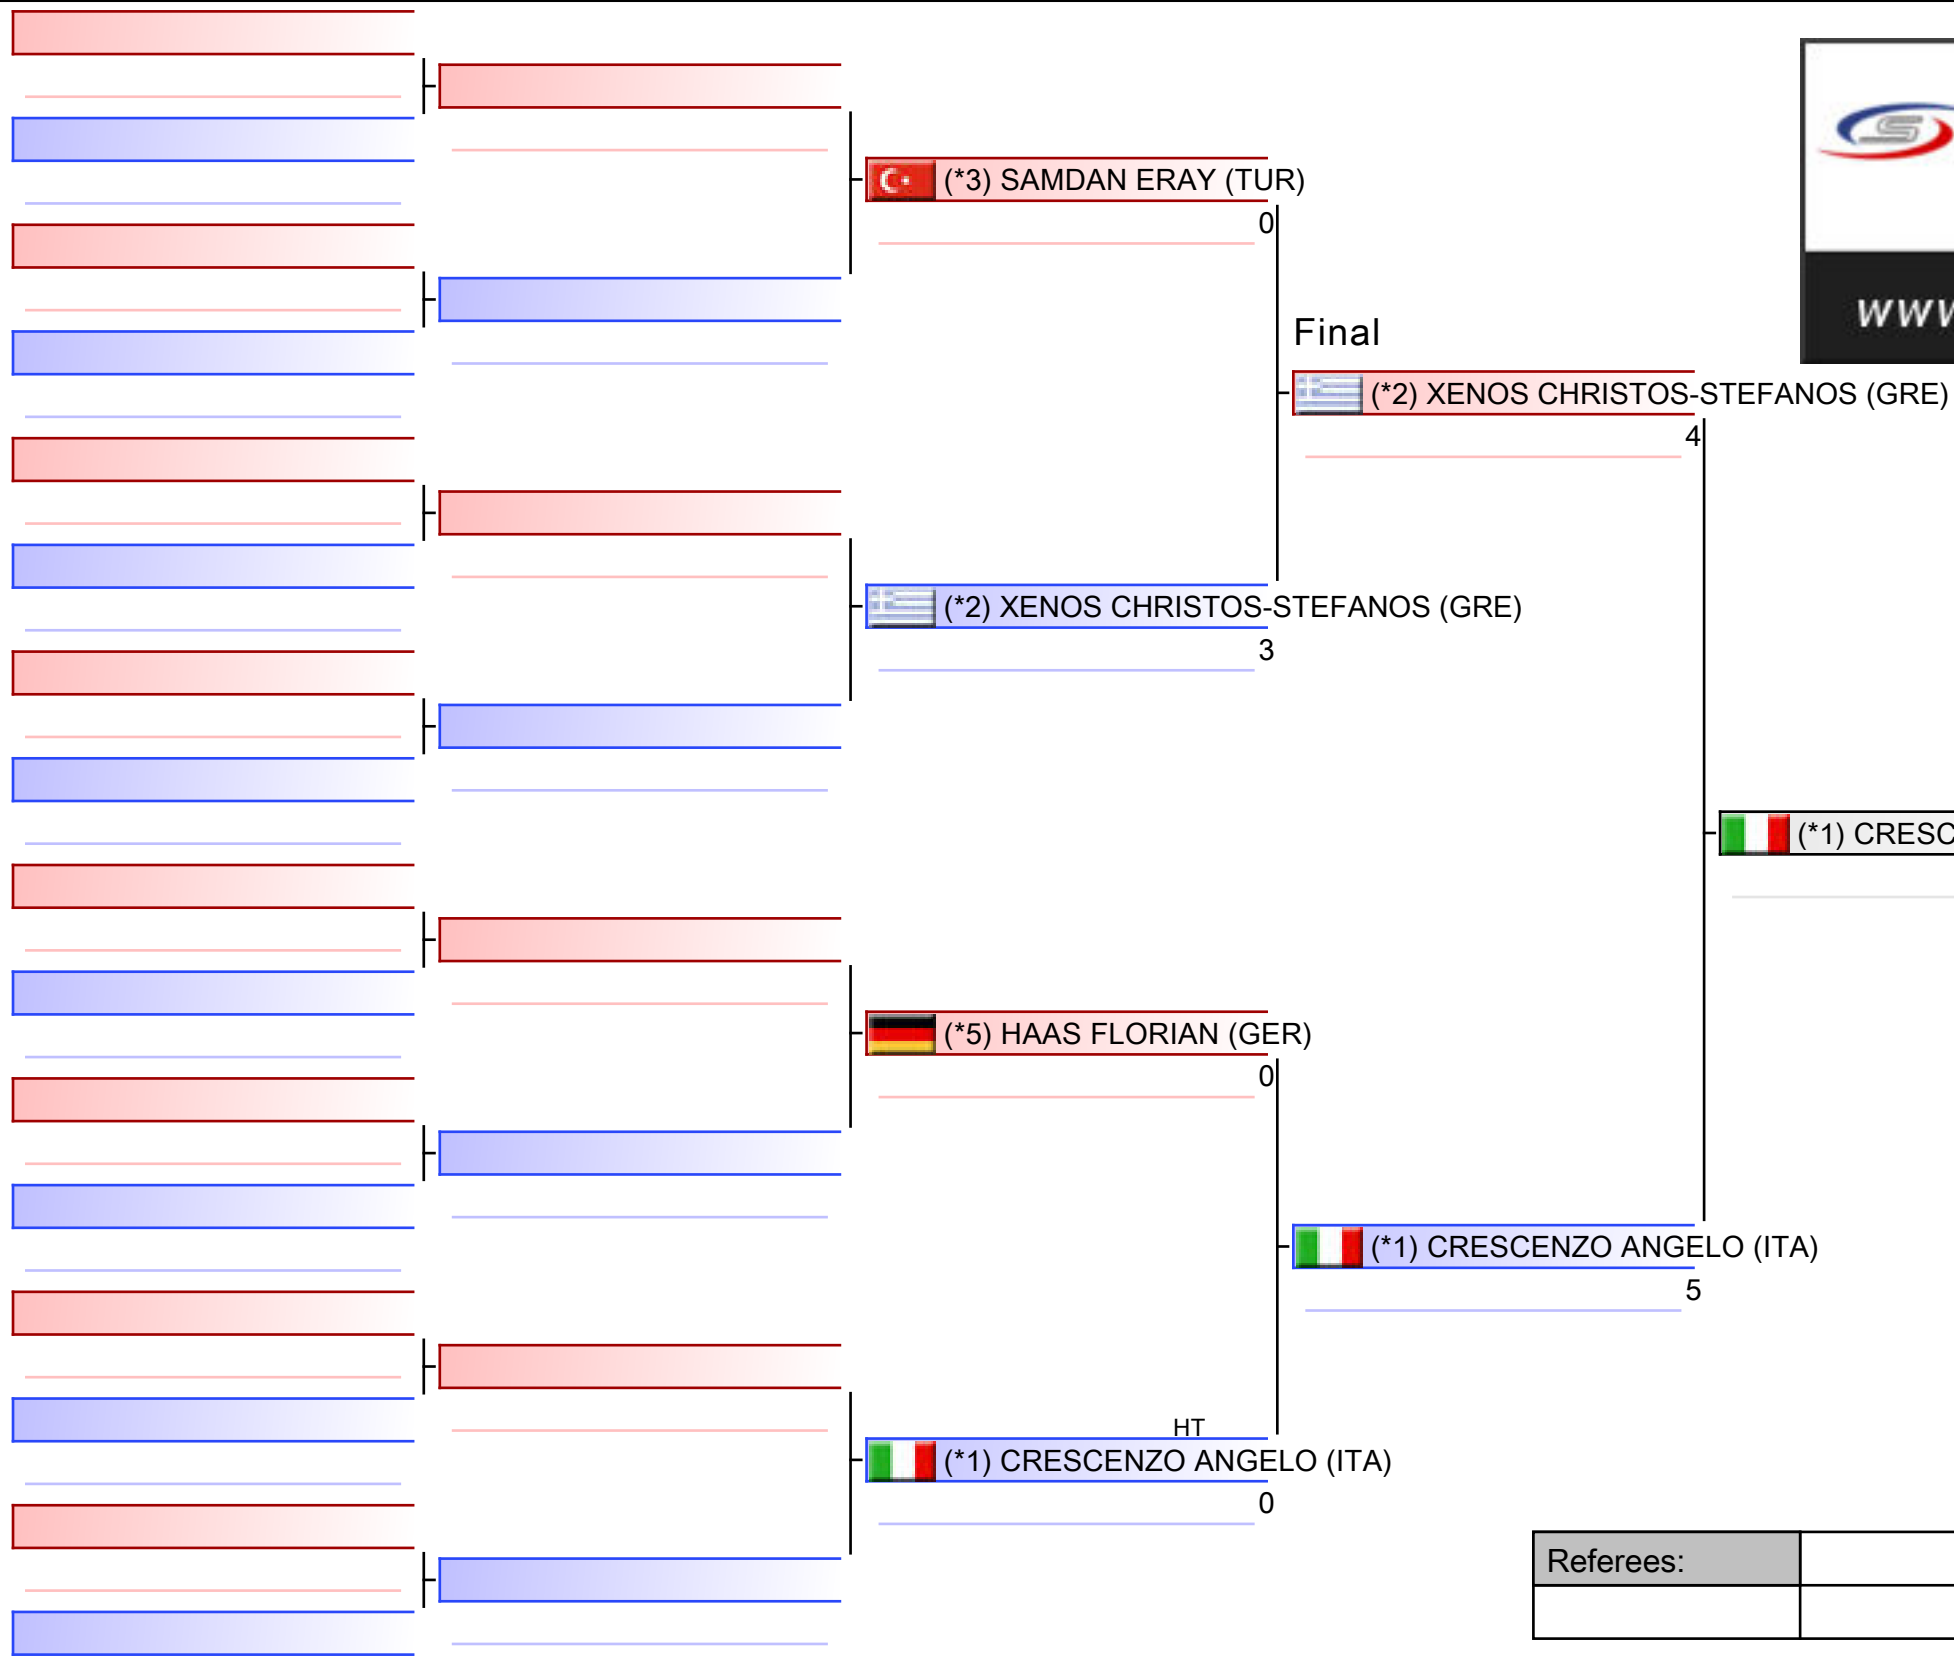 (*3) SAMDAN ERAY (TUR)
0
Final
(*2) XENOS CHRISTOS-STEFANOS (GRE)
4
(*2) XENOS CHRISTOS-STEFANOS (GRE)
3
(*1) CRESC
(*5) HAAS FLORIAN (GER)
0
(*1) CRESCENZO ANGELO (ITA)
5
HT
(*1) CRESCENZO ANGELO (ITA)
0
Referees:
S
www